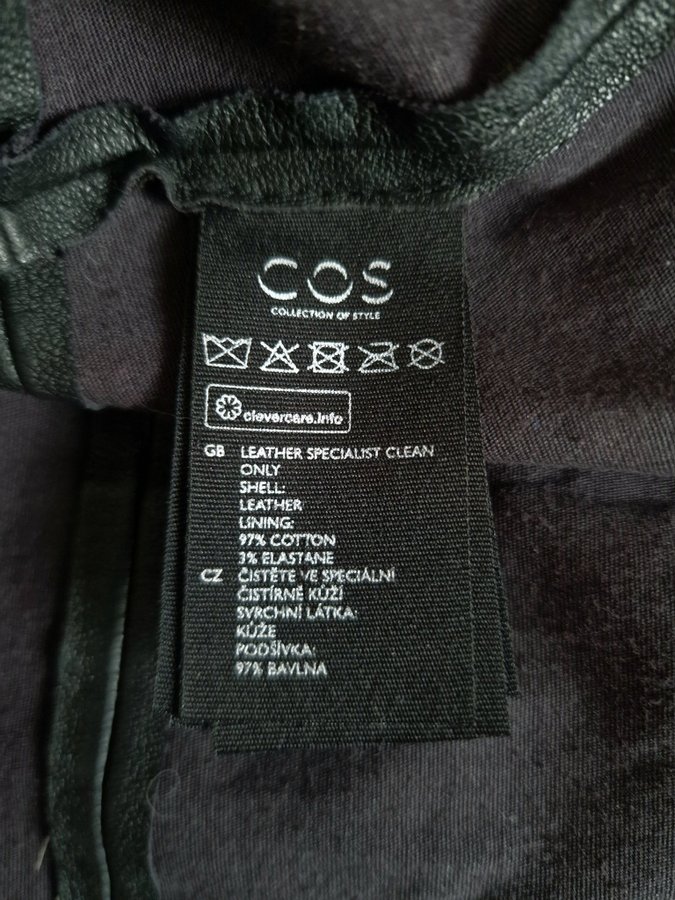 COS
COLLECTION OF STYLE
clevercare.info
GB LEATHER SPECIALIST CLEAN
ONLY
SHELL:
LEATHER
LINING:
97% COTTON
3% ELASTANE
CZ ČISTĚTE VE SPECIÁLNÍ
ČISTÍRNĚ KŮŽÍ
SVRCHNÍ LÁTKA:
KŮŽE
PODŠÍVKA:
97% BAVLNA